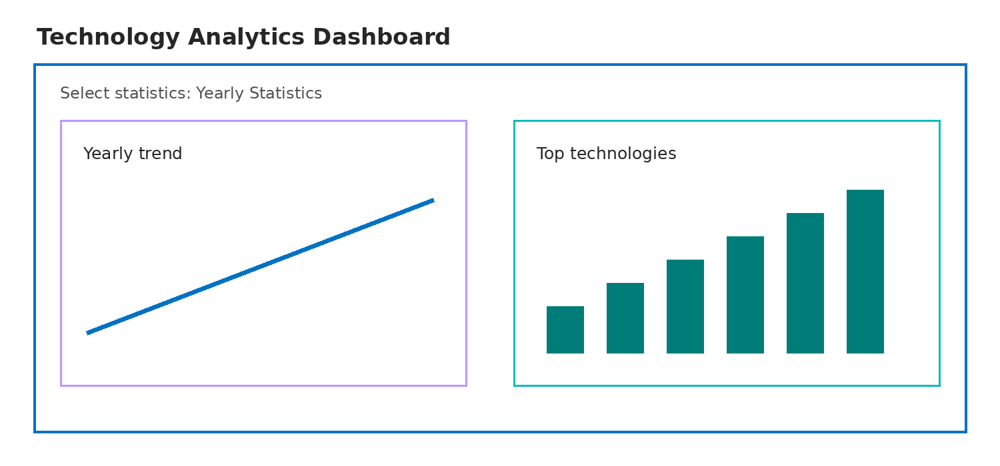 Technology Analytics Dashboard
Select statistics: Yearly Statistics
Yearly trend
Top technologies